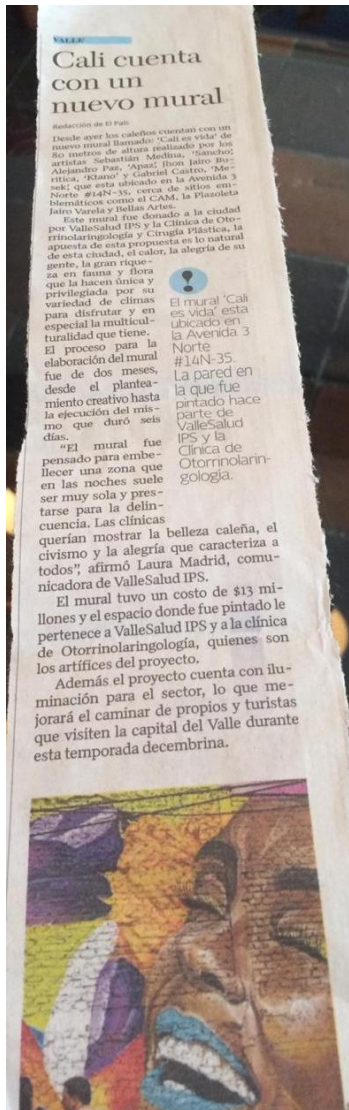 VALLE
Cali cuenta
con un
nuevo mural
Redacción de El País
Desde ayer los caleños cuentan con un
nuevo mural llamado: 'Cali es vida' de
80 metros de altura realizado por los
artistas Sebastián Medina, 'Sancho';
Alejandro Paz, 'Apaz'; Jhon Jairo Bu-
ritica, 'Ktano' y Gabriel Castro, 'Me-
sek'; que esta ubicado en la Avenida 3
Norte #14N-35, cerca de sitios em-
blemáticos como el CAM, la Plazoleta
Jairo Varela y Bellas Artes.
Este mural fue donado a la ciudad
por ValleSalud IPS y la Clínica de Oto-
rrinolaringología y Cirugía Plástica, la
apuesta de esta propuesta es lo natural
de esta ciudad, el calor, la alegría de su
gente, la gran rique-
za en fauna y flora
que la hacen única y
privilegiada por su
variedad de climas
para disfrutar y en
especial la multicul-
turalidad que tiene.
El proceso para la
elaboración del mural
fue de dos meses,
desde el plantea-
miento creativo hasta
la ejecución del mis-
mo que duró seis
días.
"El mural fue
pensado para embe-
llecer una zona que
en las noches suele
ser muy sola y pres-
tarse para la delin-
cuencia. Las clínicas
querían mostrar la belleza caleña, el
civismo y la alegría que caracteriza a
todos", afirmó Laura Madrid, comu-
nicadora de ValleSalud IPS.
El mural tuvo un costo de $13 mi-
llones y el espacio donde fue pintado le
pertenece a ValleSalud IPS y a la clínica
de Otorrinolaringología, quienes son
los artífices del proyecto.
Además el proyecto cuenta con ilu-
minación para el sector, lo que me-
jorará el caminar de propios y turistas
que visiten la capital del Valle durante
esta temporada decembrina.
!
El mural 'Cali
es vida' esta
ubicado en
la Avenida 3
Norte
#14N-35.
La pared en
la que fue
pintado hace
parte de
ValleSalud
IPS y la
Clínica de
Otorrinolarin-
gología.